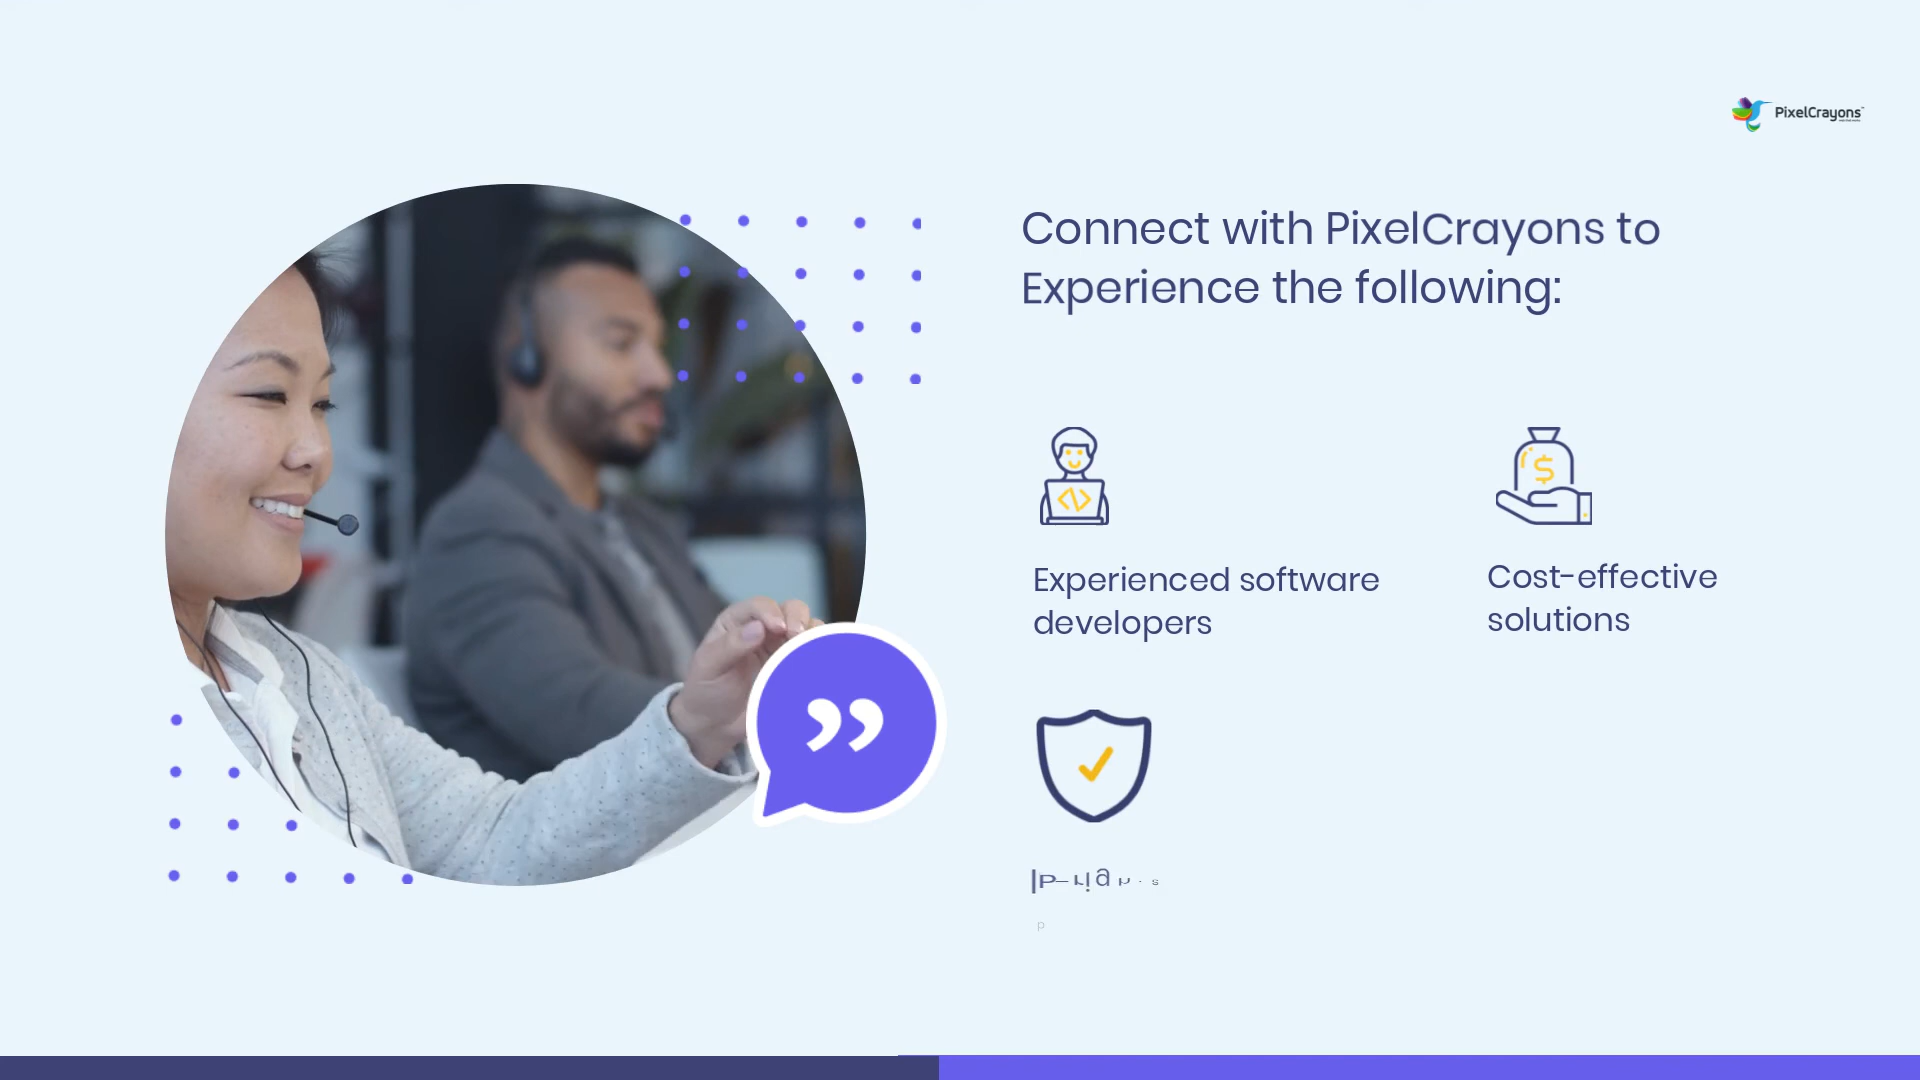 PixelCrayons
Connect with PixelCrayons to
Experience the following:
Experienced software
developers
Cost-effective
solutions